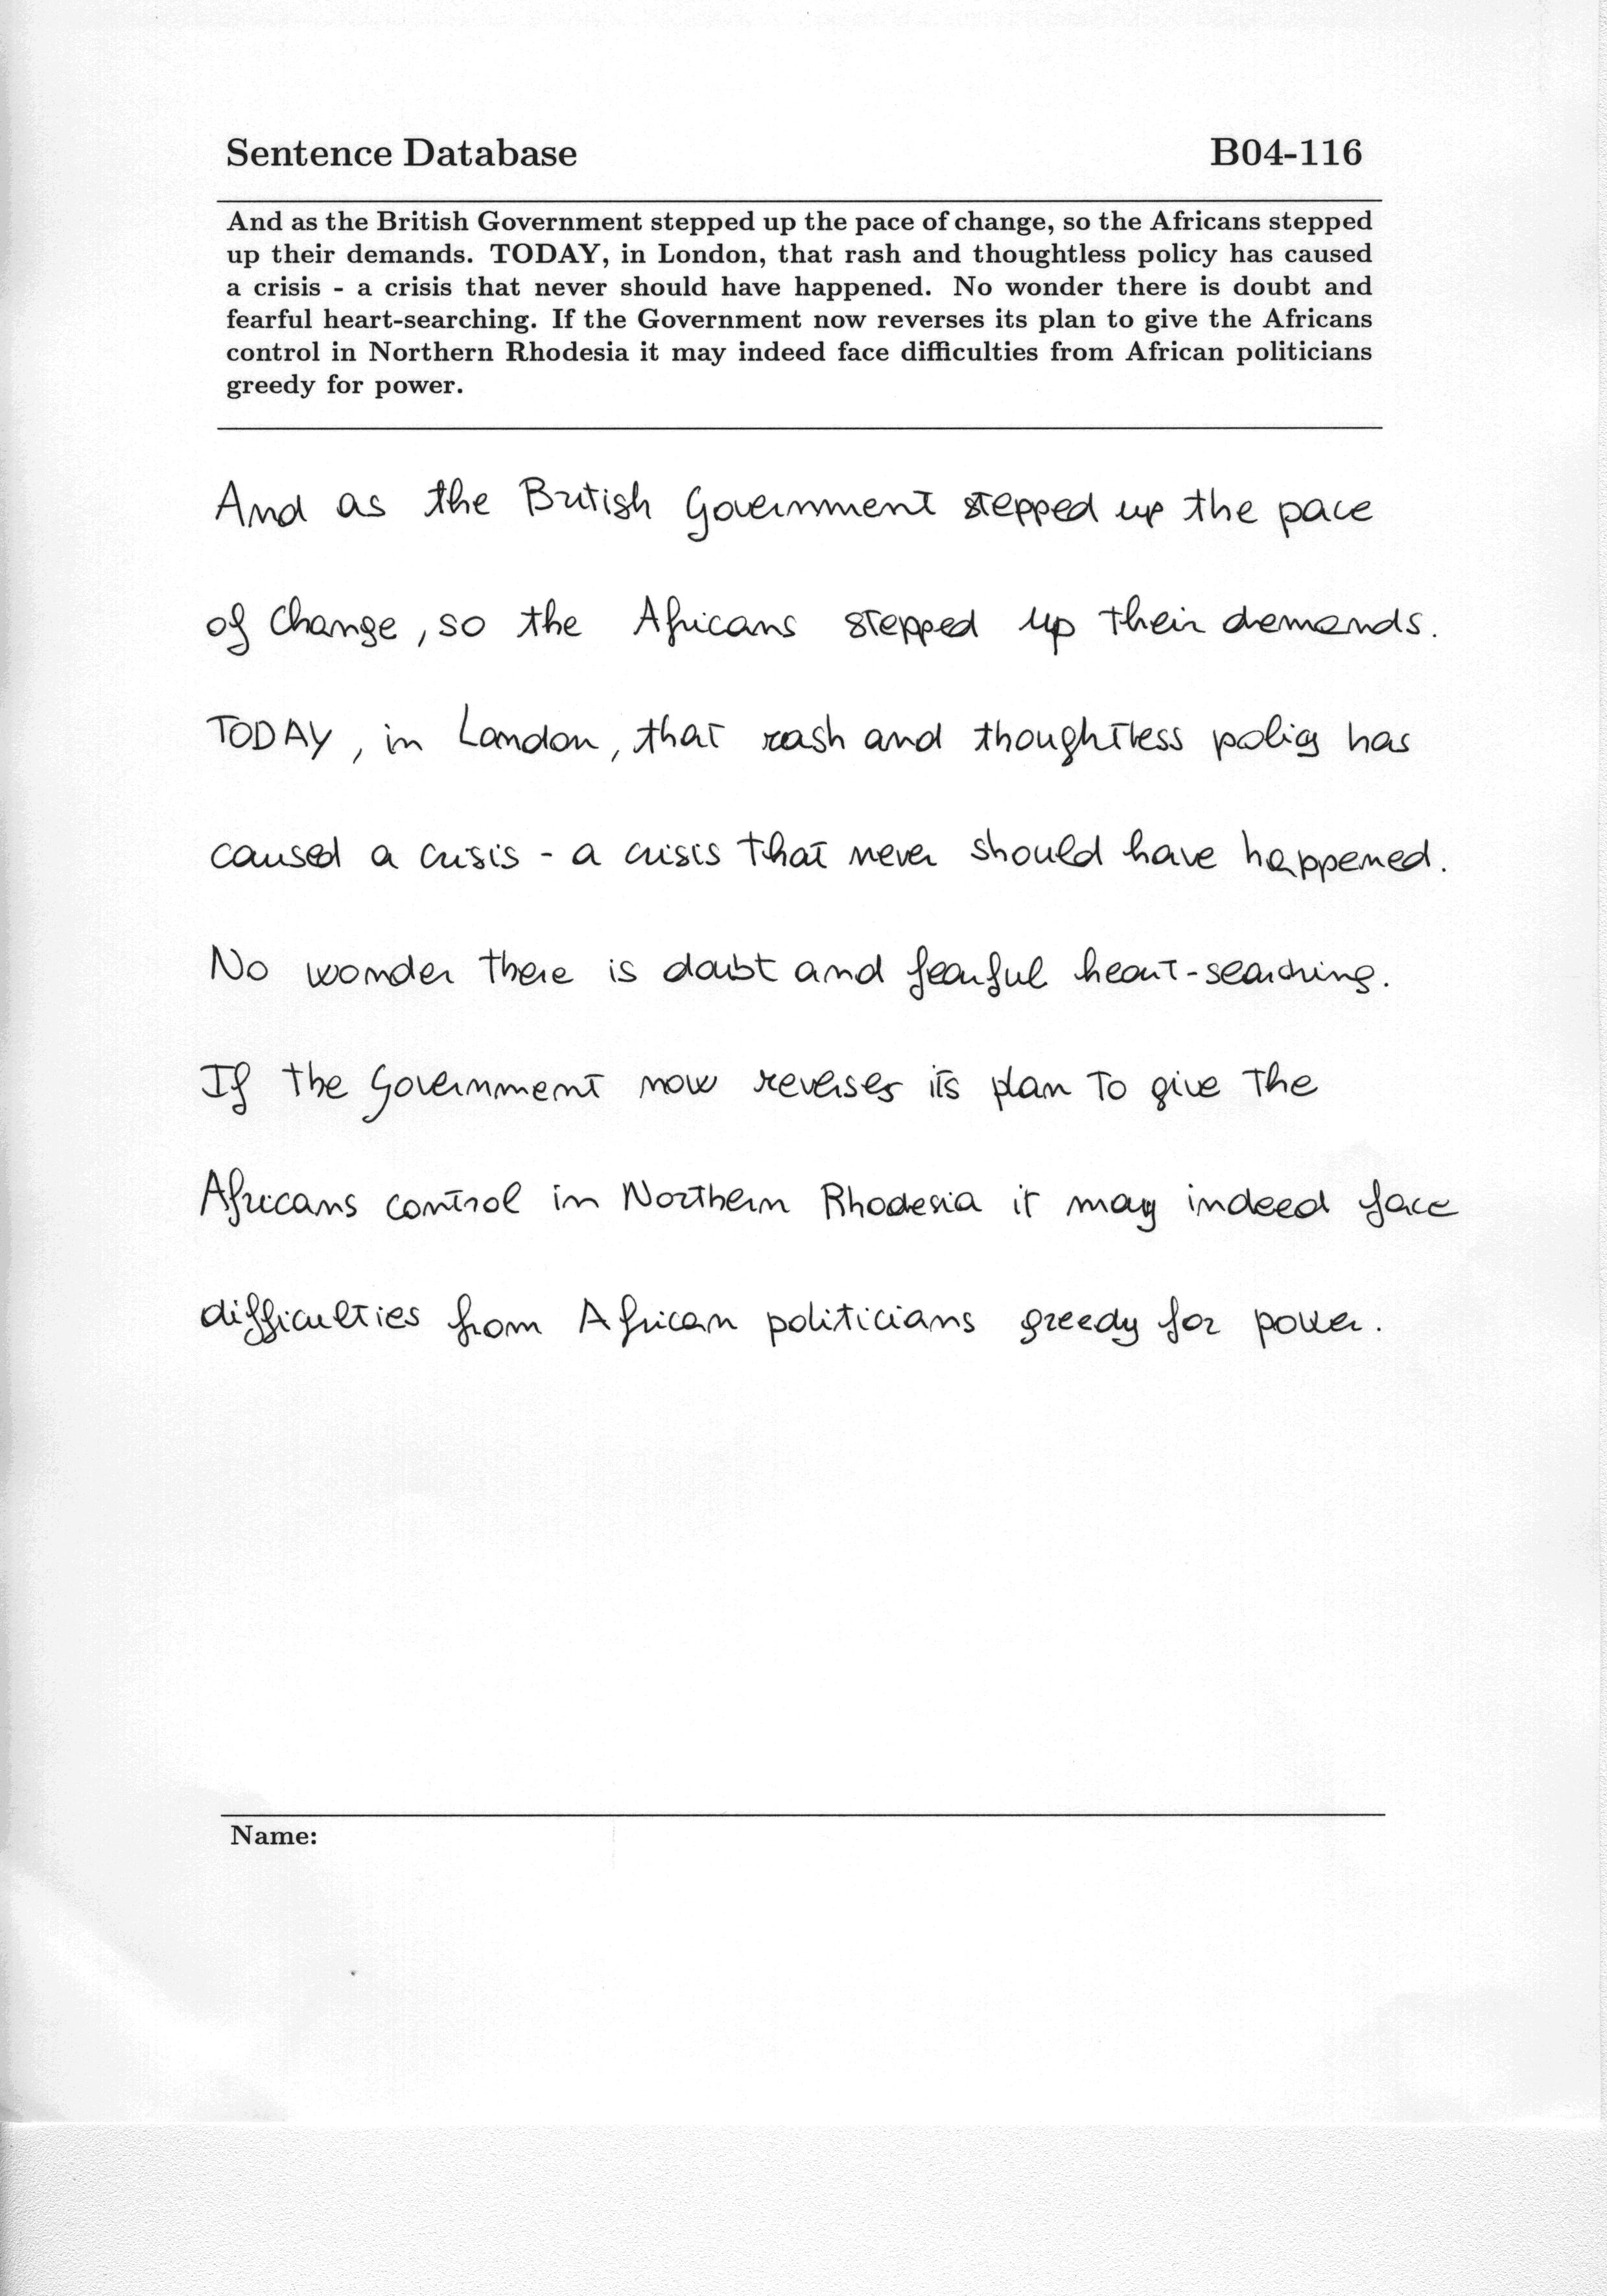 Sentence Database B04-116
And as the British Government stepped up the pace of change, so the Africans stepped
up their demands. TODAY, in London, that rash and thoughtless policy has caused
a crisis - a crisis that never should have happened. No wonder there is doubt and
fearful heart-searching. If the Government now reverses its plan to give the Africans
control in Northern Rhodesia it may indeed face difficulties from African politicians
greedy for power.
And as the British Government stepped up the pace
of change, so the Africans stepped up their demands.
TODAY, in London, that rash and thoughtless policy has
caused a crisis - a crisis that never should have happened.
No wonder there is doubt and fearful heart-searching.
If the Government now reverses its plan to give the
Africans control in Northern Rhodesia it may indeed face
difficulties from African politicians greedy for power.
Name: